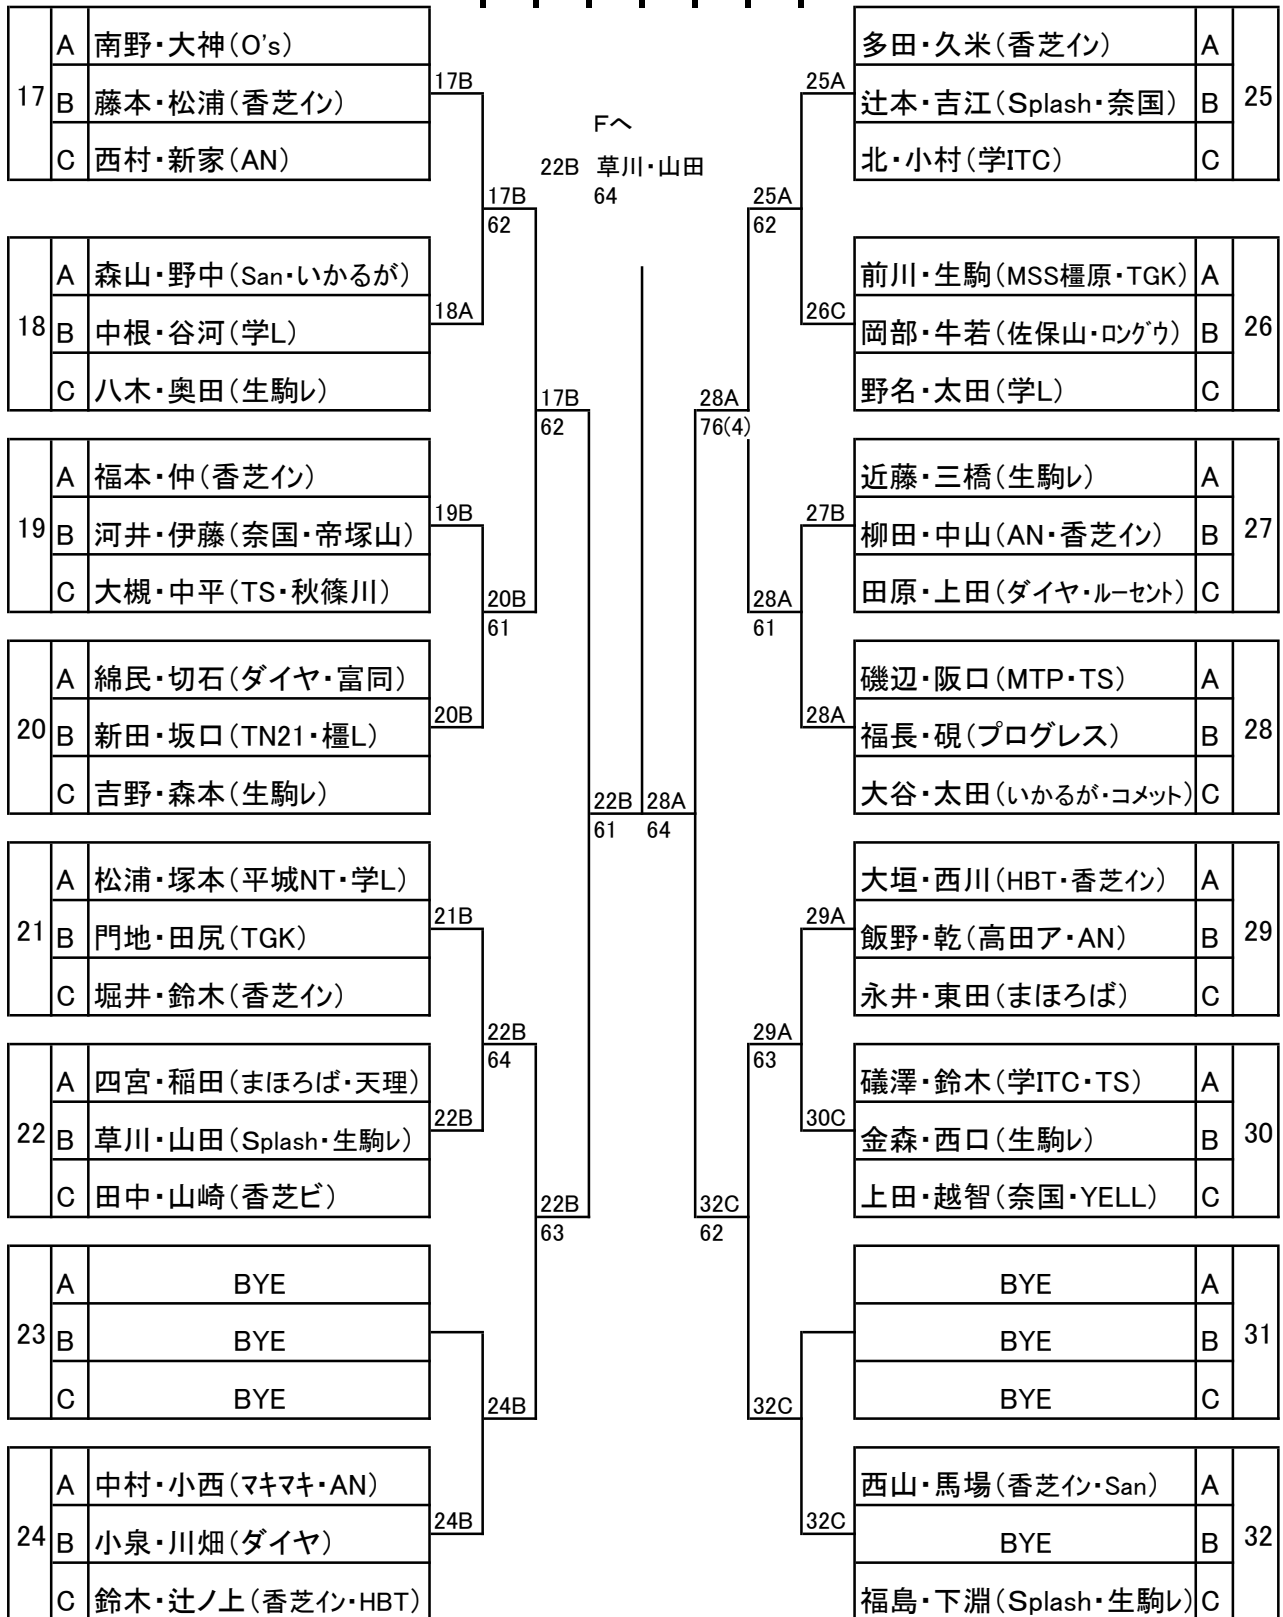 17
A 南野・大神(O's)
B 藤本・松浦(香芝イン)
C 西村・新家(AN)
18
A 森山・野中(San・いかるが)
B 中根・谷河(学L)
C 八木・奥田(生駒レ)
19
A 福本・仲(香芝イン)
B 河井・伊藤(奈国・帝塚山)
C 大槻・中平(TS・秋篠川)
20
A 綿民・切石(ダイヤ・富同)
B 新田・坂口(TN21・橿L)
C 吉野・森本(生駒レ)
21
A 松浦・塚本(平城NT・学L)
B 門地・田尻(TGK)
C 堀井・鈴木(香芝イン)
22
A 四宮・稲田(まほろば・天理)
B 草川・山田(Splash・生駒レ)
C 田中・山崎(香芝ビ)
23
A BYE
B BYE
C BYE
24
A 中村・小西(マキマキ・AN)
B 小泉・川畑(ダイヤ)
C 鈴木・辻ノ上(香芝イン・HBT)
17B
18A
19B
20B
21B
22B
24B
17B
62
20B
61
22B
64
24B
17B
62
22B
63
22B
61
Fへ
22B 草川・山田
64
28A
64
28A
76(4)
32C
62
25A
62
28A
61
29A
63
32C
25A
26C
27B
28A
29A
30C
32C
多田・久米(香芝イン) A
辻本・吉江(Splash・奈国) B
北・小村(学ITC) C
25
前川・生駒(MSS橿原・TGK) A
岡部・牛若(佐保山・ロングウ) B
野名・太田(学L) C
26
近藤・三橋(生駒レ) A
柳田・中山(AN・香芝イン) B
田原・上田(ダイヤ・ルーセント) C
27
磯辺・阪口(MTP・TS) A
福長・硯(プログレス) B
大谷・太田(いかるが・コメット) C
28
大垣・西川(HBT・香芝イン) A
飯野・乾(高田ア・AN) B
永井・東田(まほろば) C
29
礒澤・鈴木(学ITC・TS) A
金森・西口(生駒レ) B
上田・越智(奈国・YELL) C
30
BYE A
BYE B
BYE C
31
西山・馬場(香芝イン・San) A
BYE B
福島・下淵(Splash・生駒レ) C
32